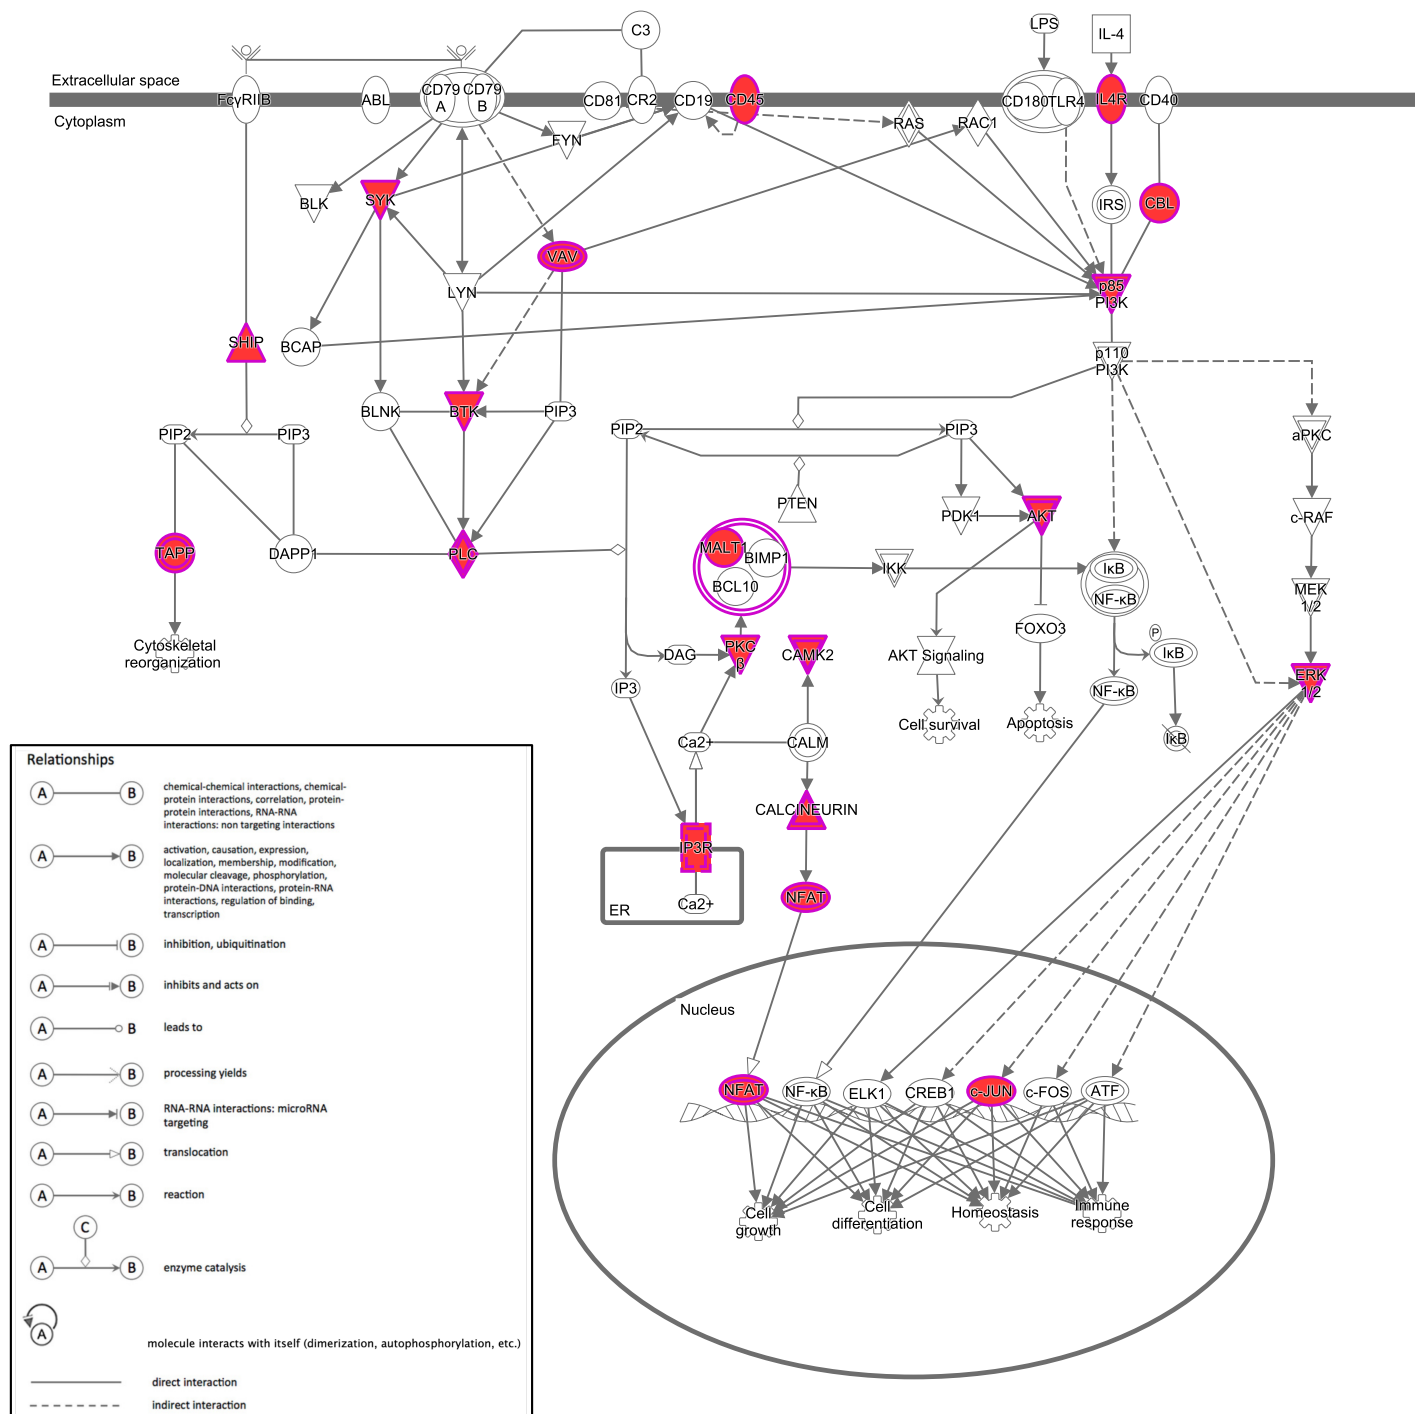 C3
LPS
IL-4
Extracellular space
FcγRIIB
ABL
CD79
A
CD79
B
CD81
CR2
CD19
CD45
CD180
TLR4
IL4R
CD40
Cytoplasm
FYN
RAS
RAC1
BLK
SYK
IRS
CBL
VAV
LYN
p85
PI3K
SHIP
BCAP
p110
PI3K
BLNK
BTK
PIP3
PIP2
PIP3
PIP2
PIP3
aPKC
PTEN
PDK1
AKT
c-RAF
TAPP
DAPP1
PLC
MALT1
BIMP1
BCL10
IKK
IκB
NF-κB
MEK
1/2
FOXO3
P
Cytoskeletal
reorganization
DAG
PKC
β
CAMK2
AKT Signaling
IκB
IP3
NF-κB
ERK
1/2
Cell survival
Apoptosis
IκB
Ca2+
CALM
CALCINEURIN
IP3R
ER
Ca2+
NFAT
Nucleus
NFAT
NF-κB
ELK1
CREB1
c-JUN
c-FOS
ATF
Cell
growth
Cell
differentiation
Homeostasis
Immune
response
Relationships
A
B
chemical-chemical interactions, chemical-
protein interactions, correlation, protein-
protein interactions, RNA-RNA
interactions: non targeting interactions
A
B
activation, causation, expression,
localization, membership, modification,
molecular cleavage, phosphorylation,
protein-DNA interactions, protein-RNA
interactions, regulation of binding,
transcription
A
B
inhibition, ubiquitination
A
B
inhibits and acts on
A
B
leads to
A
B
processing yields
A
B
RNA-RNA interactions: microRNA
targeting
A
B
translocation
A
B
reaction
C
A
B
enzyme catalysis
A
molecule interacts with itself (dimerization, autophosphorylation, etc.)
direct interaction
indirect interaction